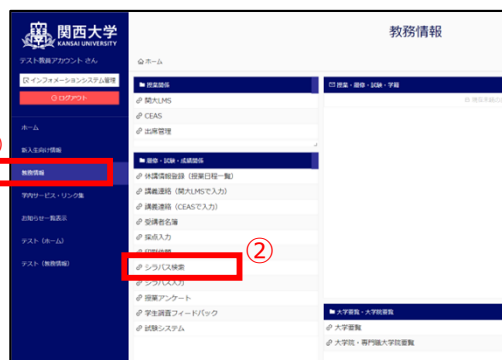 関西大学
KANSAI UNIVERSITY
教務情報
テスト教員アカウント さん
ホーム
インフォメーションシステム管理
ログアウト
ホーム
新入生向け情報
教務情報
学内サービス・リンク集
お知らせ一覧表示
テスト（ホーム）
テスト（教務情報）
授業関係
関大LMS
CEAS
出席管理
履修・試験・成績関係
休講情報登録（授業日程一覧）
講義連絡（関大LMSで入力）
講義連絡（CEASで入力）
受講者名簿
採点入力
②
シラバス検索
シラバス入力
授業アンケート
学生調査フィードバック
試験システム
授業・履修・試験・学籍
大学要覧・大学院要覧
大学要覧
大学院・専門職大学院要覧